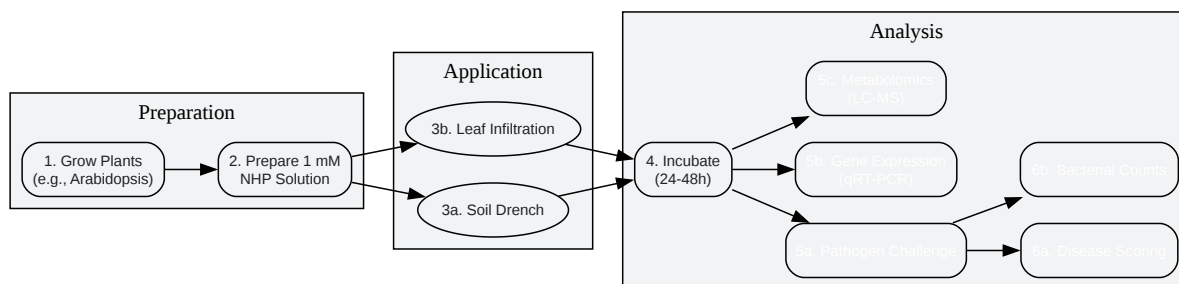 Preparation
1. Grow Plants
(e.g., Arabidopsis)
2. Prepare 1 mM
NHP Solution
Application
3b. Leaf Infiltration
3a. Soil Drench
Analysis
4. Incubate
(24-48h)
5c. Metabolomics
(LC-MS)
5b. Gene Expression
(qRT-PCR)
5a. Pathogen Challenge
6b. Bacterial Counts
6a. Disease Scoring